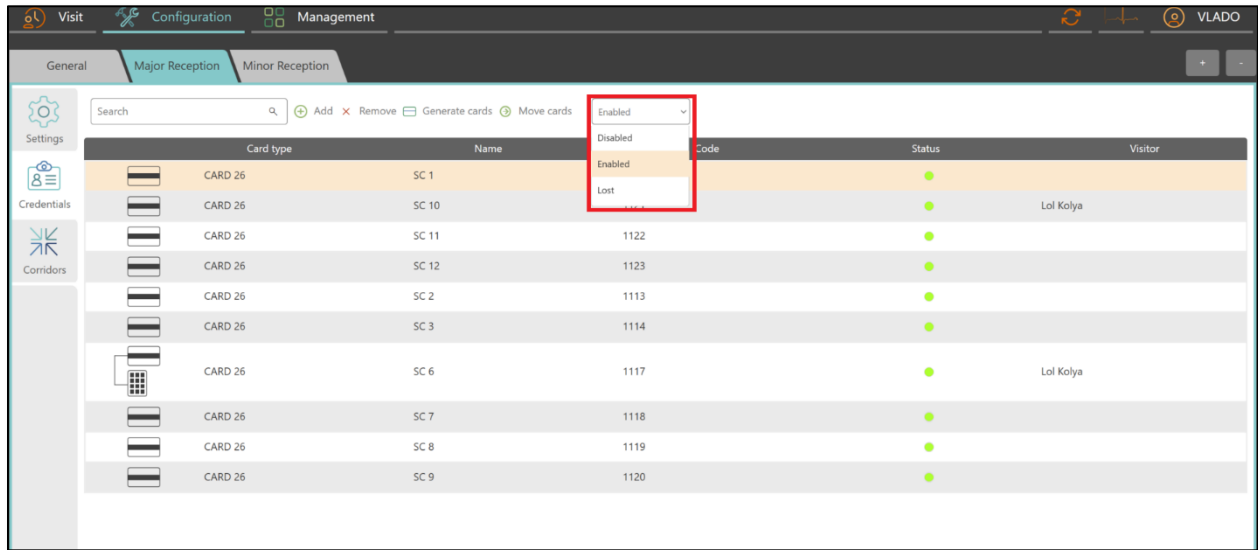 Visit Configuration Management VLADO
General Major Reception Minor Reception + -
Search Add Remove Generate cards Move cards Enabled
Settings
Disabled
Card type Name Code Status Visitor
Enabled
CARD 26 SC 1
Lost
Credentials
CARD 26 SC 10 Lol Kolya
CARD 26 SC 11 1122
CARD 26 SC 12 1123
Corridors
CARD 26 SC 2 1113
CARD 26 SC 3 1114
CARD 26 SC 6 1117 Lol Kolya
CARD 26 SC 7 1118
CARD 26 SC 8 1119
CARD 26 SC 9 1120